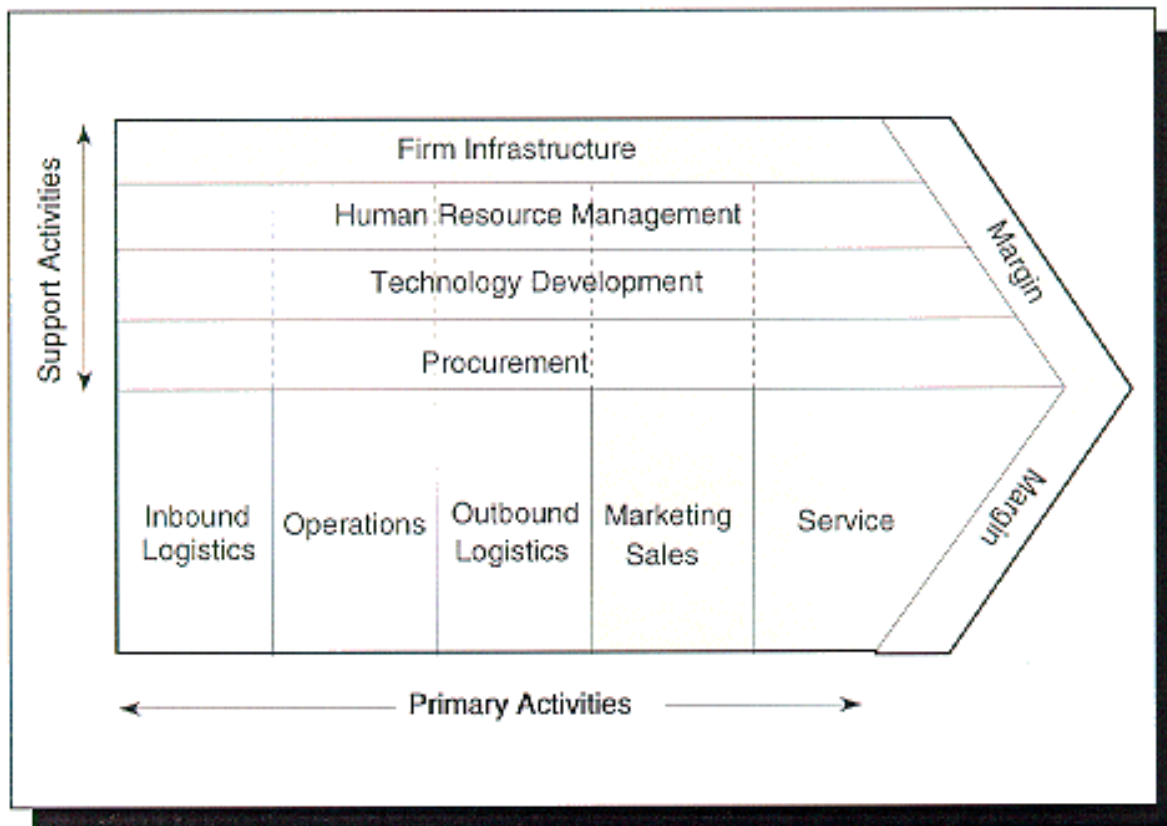 Firm Infrastructure
Human Resource Management
Technology Development
Procurement
Support Activities
Margin
Inbound
Logistics
Operations
Outbound
Logistics
Marketing
Sales
Service
Margin
Primary Activities